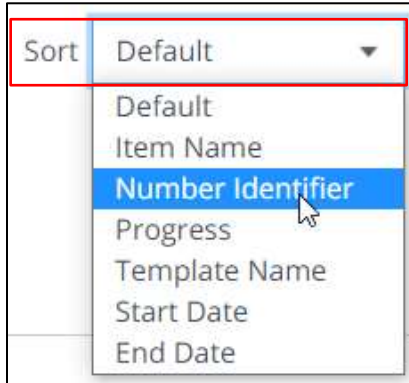 Sort Default
Default
Item Name
Number Identifier
Progress
Template Name
Start Date
End Date